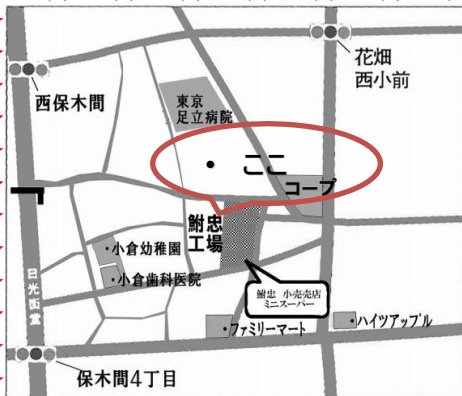 花畑
西小前
西保木間
東京
足立病院
ここ
コープ
鮒忠
工場
・小倉幼稚園
・小倉歯科医院
日光街道
鮒忠 小売売店
ミニスーパー
・ファミリーマート
・ハイツアップル
保木間4丁目